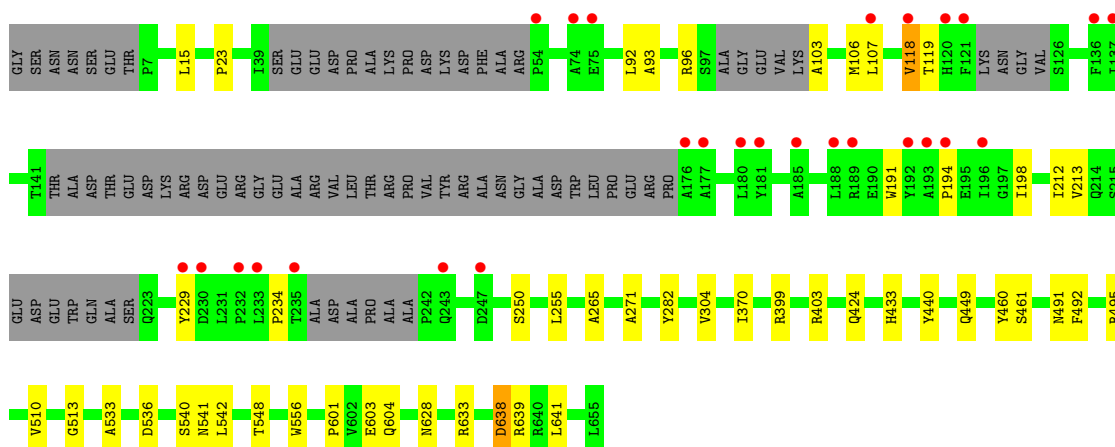 GLY SER ASN ASN SER GLU THR P7 L15 P23 I39 SER GLU GLU ASP PRO ALA LYS PRO ASP LYS ASP PHE ALA ARG P54 A74 E75 L92 A93 R96 S97 ALA GLY GLU VAL LYS A103 M106 L107 V118 T119 H120 F121 LYS ASN GLY VAL S126 F136 I137
T141 THR ALA ASP THR GLU ASP LYS ARG ASP GLU ARG GLY GLU ALA ARG VAL LEU THR ARG PRO VAL TYR ARG ALA ASN GLY ALA ASP TRP LEU PRO GLU ARG PRO A176 A177 L180 Y181 A185 L188 R189 E190 W191 Y192 A193 P194 E195 I196 G197 I198 I212 V213 Q214 S215
GLU ASP GLU TRP GLN ALA SER Q223 Y229 D230 L231 P232 L233 P234 T235 ALA ASP ALA PRO ALA ALA P242 Q243 D247 S250 L255 A265 A271 Y282 V304 I370 R399 R403 Q424 H433 Y440 Q449 Y460 S461 N491 F492
V510 G513 A533 D536 S540 N541 L542 T548 W556 P601 V602 E603 Q604 N628 R633 D638 R639 R640 L641 L655